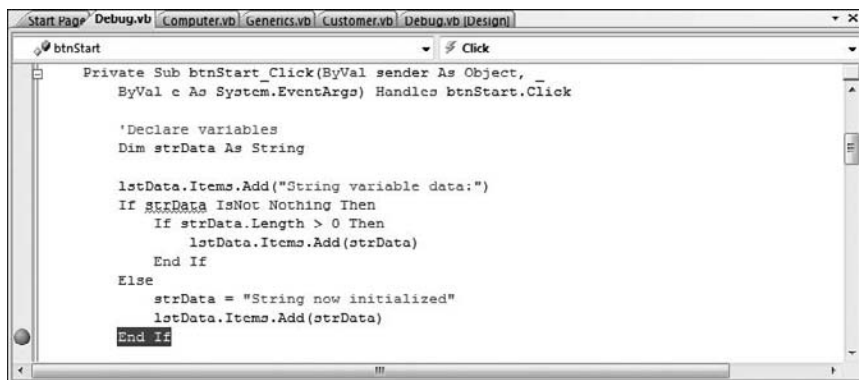 Start Page Debug.vb Computer.vb Generics.vb Customer.vb Debug.vb [Design]
btnStart Click
Private Sub btnStart_Click(ByVal sender As Object, _
ByVal e As System.EventArgs) Handles btnStart.Click
'Declare variables
Dim strData As String
lstData.Items.Add("String variable data:")
If strData IsNot Nothing Then
If strData.Length > 0 Then
lstData.Items.Add(strData)
End If
Else
strData = "String now initialized"
lstData.Items.Add(strData)
End If